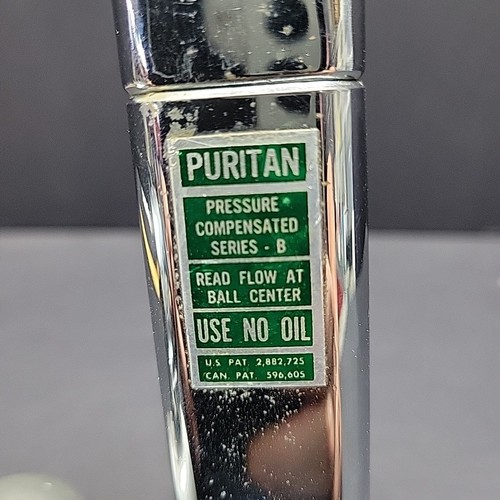 PURITAN
PRESSURE
COMPENSATED
SERIES - B
READ FLOW AT
BALL CENTER
USE NO OIL
U.S. PAT. 2,882,725
CAN. PAT. 596,605